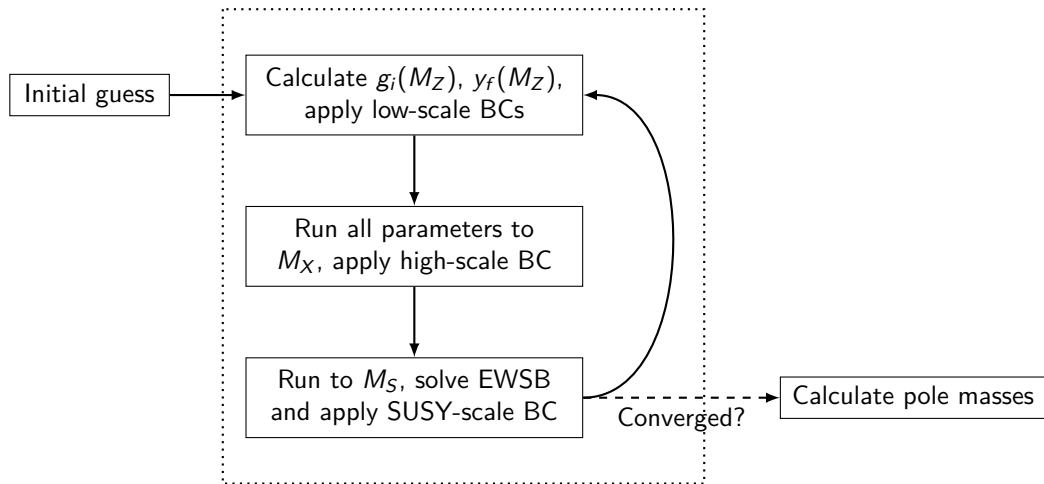 Initial guess
Calculate g_i(M_Z), y_f(M_Z),
apply low-scale BCs
Run all parameters to
M_X, apply high-scale BC
Run to M_S, solve EWSB
and apply SUSY-scale BC
Converged?
Calculate pole masses